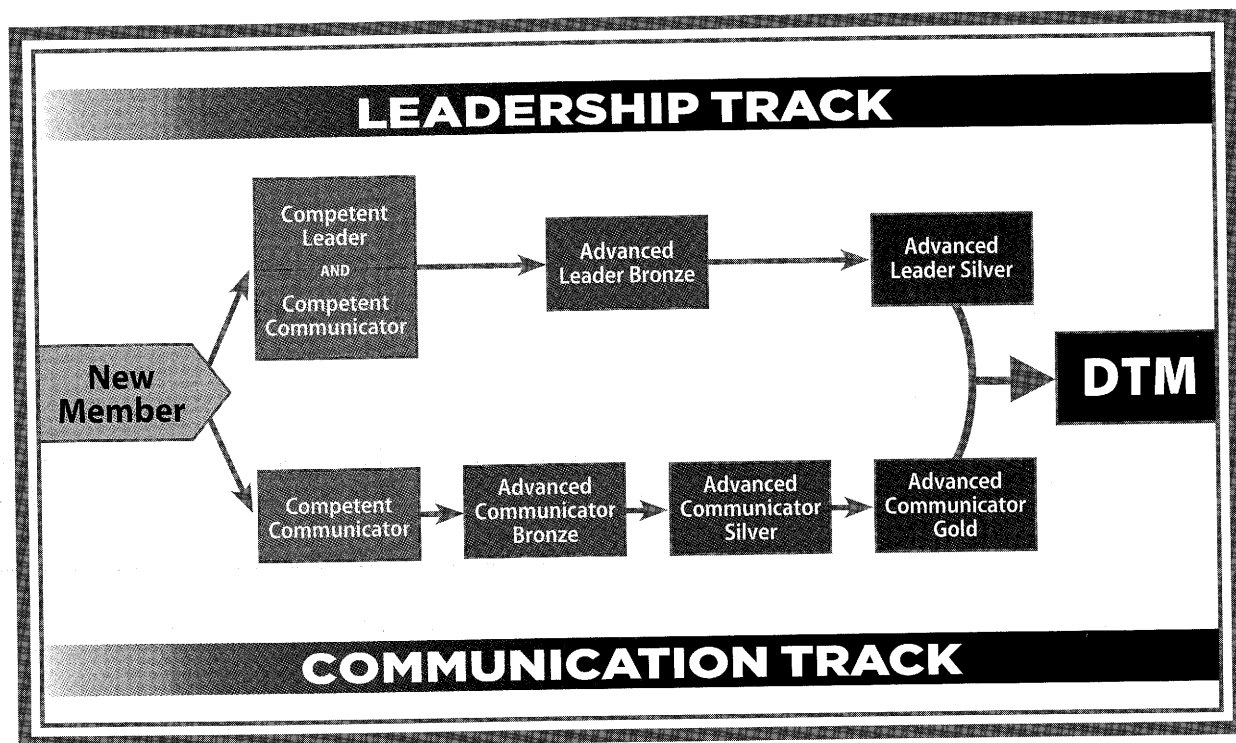 LEADERSHIP TRACK
Competent
Leader
AND
Competent
Communicator
Advanced
Leader Bronze
Advanced
Leader Silver
New
Member
DTM
Competent
Communicator
Advanced
Communicator
Bronze
Advanced
Communicator
Silver
Advanced
Communicator
Gold
COMMUNICATION TRACK